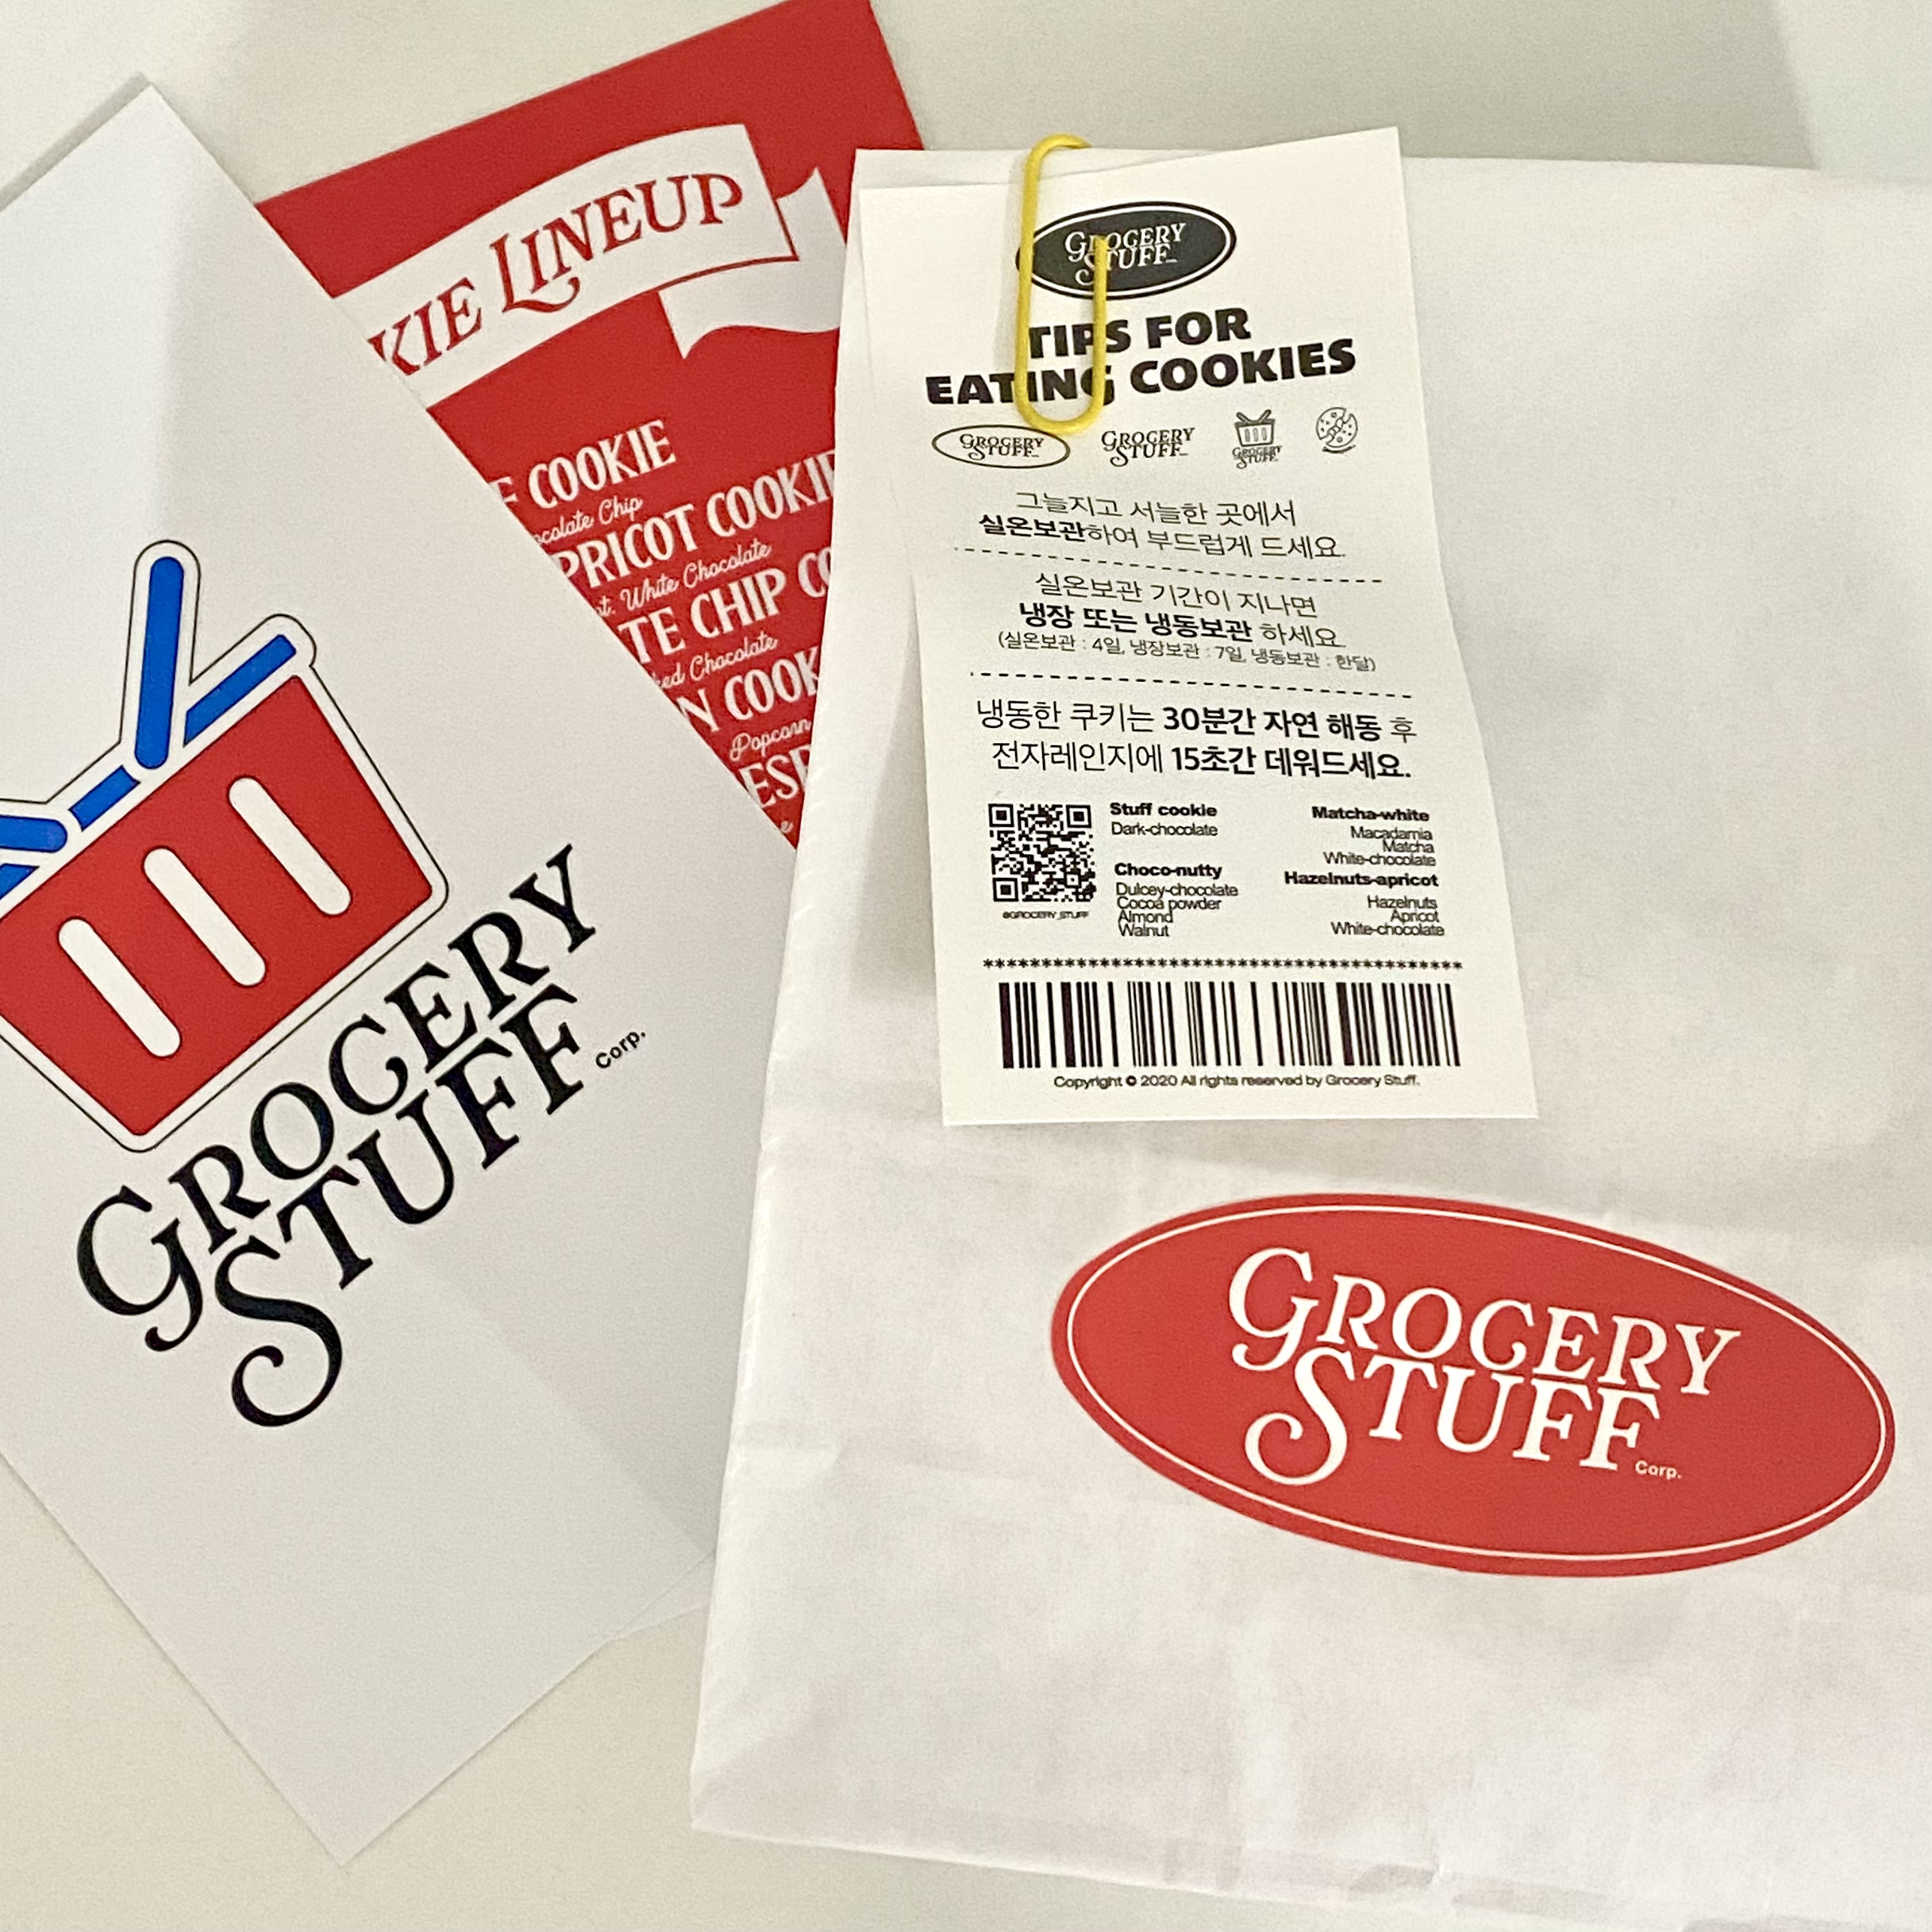 GROCERY
STUFF
Corp.
KIE LINEUP
F COOKIE
ocolate Chip
PRICOT COOKIE
White Chocolate
TE CHIP CO
ked Chocolate
N COOK
Popcorn
ESP
GROCERY
STUFF
TIPS FOR
EATING COOKIES
GROCERY
STUFF
GROCERY
STUFF
GROCERY
STUFF
그늘지고 서늘한 곳에서
실온보관하여 부드럽게 드세요.
실온보관 기간이 지나면
냉장 또는 냉동보관 하세요.
(실온보관 : 4일, 냉장보관 : 7일, 냉동보관 : 한달)
냉동한 쿠키는 30분간 자연 해동 후
전자레인지에 15초간 데워드세요.
@GROCERY_STUFF
Stuff cookie
Dark-chocolate
Choco-nutty
Dulcey-chocolate
Cocoa powder
Almond
Walnut
Matcha-white
Macadamia
Matcha
White-chocolate
Hazelnuts-apricot
Hazelnuts
Apricot
White-chocolate
******************************************
Copyright © 2020 All rights reserved by Grocery Stuff.
GROCERY
STUFF
Corp.